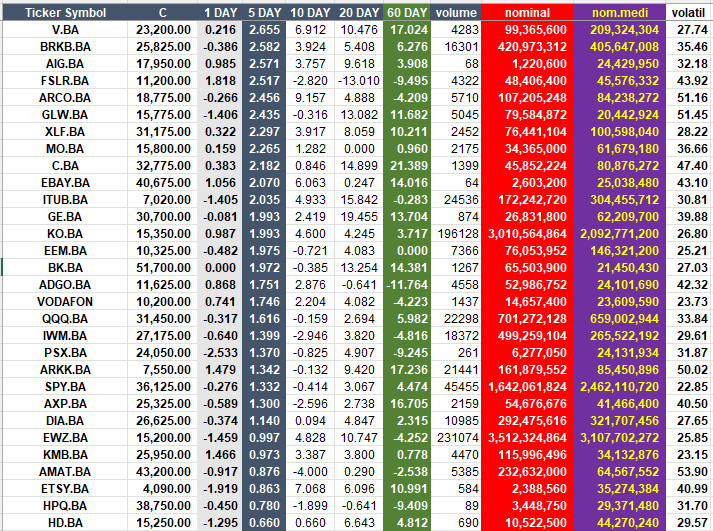 Ticker Symbol C 1 DAY 5 DAY 10 DAY 20 DAY 60 DAY volume nominal nom.medi volatil
V.BA 23,200.00 0.216 2.655 6.912 10.476 17.024 4283 99,365,600 209,324,304 27.74
BRKB.BA 25,825.00 -0.386 2.582 3.924 5.408 6.276 16301 420,973,312 405,647,008 35.46
AIG.BA 17,950.00 0.985 2.571 3.757 9.618 3.908 68 1,220,600 24,429,950 32.18
FSLR.BA 11,200.00 1.818 2.517 -2.820 -13.010 -9.495 4322 48,406,400 45,576,332 43.92
ARCO.BA 18,775.00 -0.266 2.456 9.157 4.888 -4.209 5710 107,205,248 84,238,272 51.16
GLW.BA 15,775.00 -1.406 2.435 -0.316 13.082 11.682 5045 79,584,872 20,442,924 51.45
XLF.BA 31,175.00 0.322 2.297 3.917 8.059 10.211 2452 76,441,104 100,598,040 28.22
MO.BA 15,800.00 0.159 2.265 1.282 0.000 0.960 2175 34,365,000 61,679,180 36.66
C.BA 32,775.00 0.383 2.182 0.846 14.899 21.389 1399 45,852,224 80,876,272 47.40
EBAY.BA 40,675.00 1.056 2.070 6.063 0.247 14.016 64 2,603,200 25,038,480 43.10
ITUB.BA 7,020.00 -1.405 2.035 4.933 15.842 -0.283 24536 172,242,720 304,455,712 30.81
GE.BA 30,700.00 -0.081 1.993 2.419 19.455 13.704 874 26,831,800 62,209,700 39.88
KO.BA 15,350.00 0.987 1.993 4.600 4.245 3.717 196128 3,010,564,864 2,092,771,200 26.80
EEM.BA 10,325.00 -0.482 1.975 -0.721 4.083 0.000 7366 76,053,952 146,321,200 25.21
BK.BA 51,700.00 0.000 1.972 -0.385 13.254 14.381 1267 65,503,900 21,450,430 27.03
ADGO.BA 11,625.00 0.868 1.751 2.876 -0.641 -11.764 4558 52,986,752 24,101,690 42.32
VODAFON 10,200.00 0.741 1.746 2.204 4.082 -4.223 1437 14,657,400 23,609,590 23.73
QQQ.BA 31,450.00 -0.317 1.616 -0.159 2.694 5.982 22298 701,272,128 659,002,944 33.84
IWM.BA 27,175.00 -0.640 1.399 -2.946 3.820 -4.816 18372 499,259,104 265,522,192 29.61
PSX.BA 24,050.00 -2.533 1.370 -0.825 4.907 -9.245 261 6,277,050 24,131,934 31.87
ARKK.BA 7,550.00 1.479 1.342 -0.132 9.420 17.236 21441 161,879,552 85,450,896 50.02
SPY.BA 36,125.00 -0.276 1.332 -0.414 3.067 4.474 45455 1,642,061,824 2,462,110,720 22.85
AXP.BA 25,325.00 -0.589 1.300 -2.596 2.738 16.705 2159 54,676,676 41,466,400 40.50
DIA.BA 26,625.00 -0.374 1.140 0.094 4.847 2.315 10985 292,475,616 321,707,456 27.65
EWZ.BA 15,200.00 -1.459 0.997 4.828 10.747 -4.252 231074 3,512,324,864 3,107,702,272 25.85
KMB.BA 25,950.00 1.466 0.973 3.387 3.800 0.778 4470 115,996,496 34,132,876 23.15
AMAT.BA 43,200.00 -0.917 0.876 -4.000 0.290 -2.538 5385 232,632,000 64,567,552 53.90
ETSY.BA 4,090.00 -1.919 0.863 7.068 6.096 10.991 584 2,388,560 35,274,384 40.99
HPQ.BA 38,750.00 -0.450 0.780 -1.899 -0.641 -9.409 89 3,448,750 29,371,480 31.70
HD.BA 15,250.00 -1.295 0.660 0.660 6.643 4.812 690 10,522,500 44,270,240 29.57